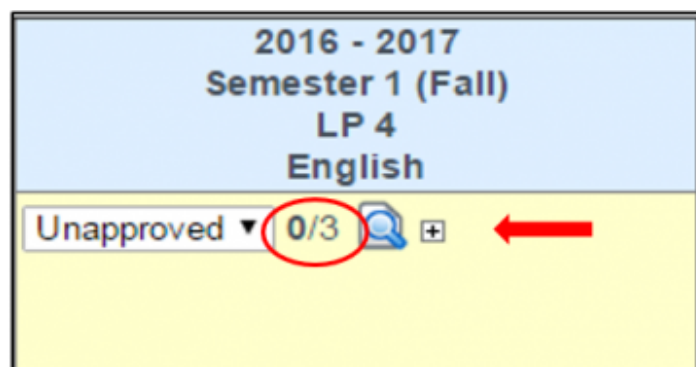 2016 - 2017
Semester 1 (Fall)
LP 4
English
Unapproved 0/3